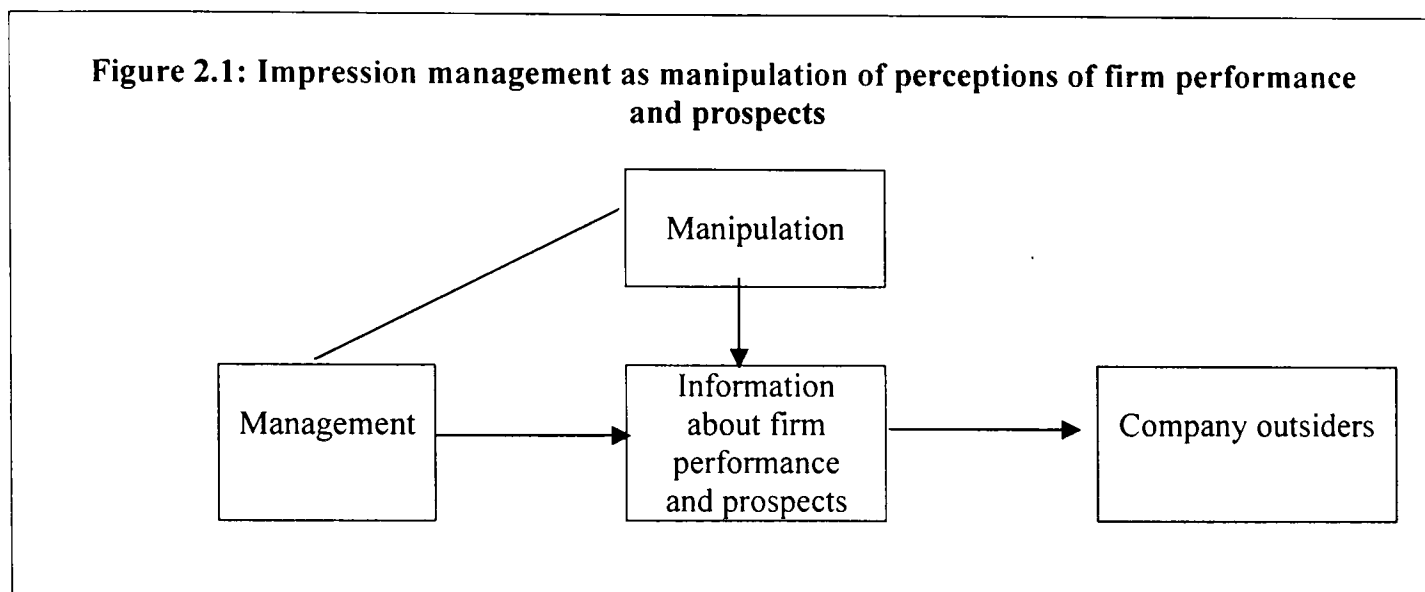 Figure 2.1: Impression management as manipulation of perceptions of firm performance
and prospects
Manipulation
Management
Information
about firm
performance
and prospects
Company outsiders